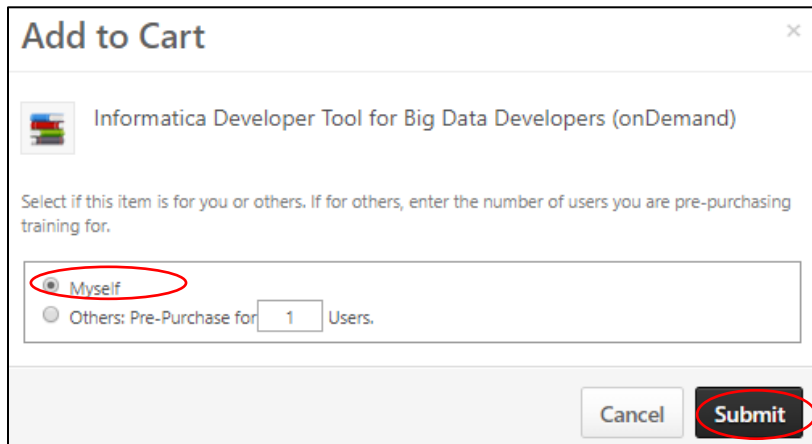 Add to Cart
×
Informatica Developer Tool for Big Data Developers (onDemand)
Select if this item is for you or others. If for others, enter the number of users you are pre-purchasing
training for.
Myself
Others: Pre-Purchase for 1 Users.
Cancel Submit